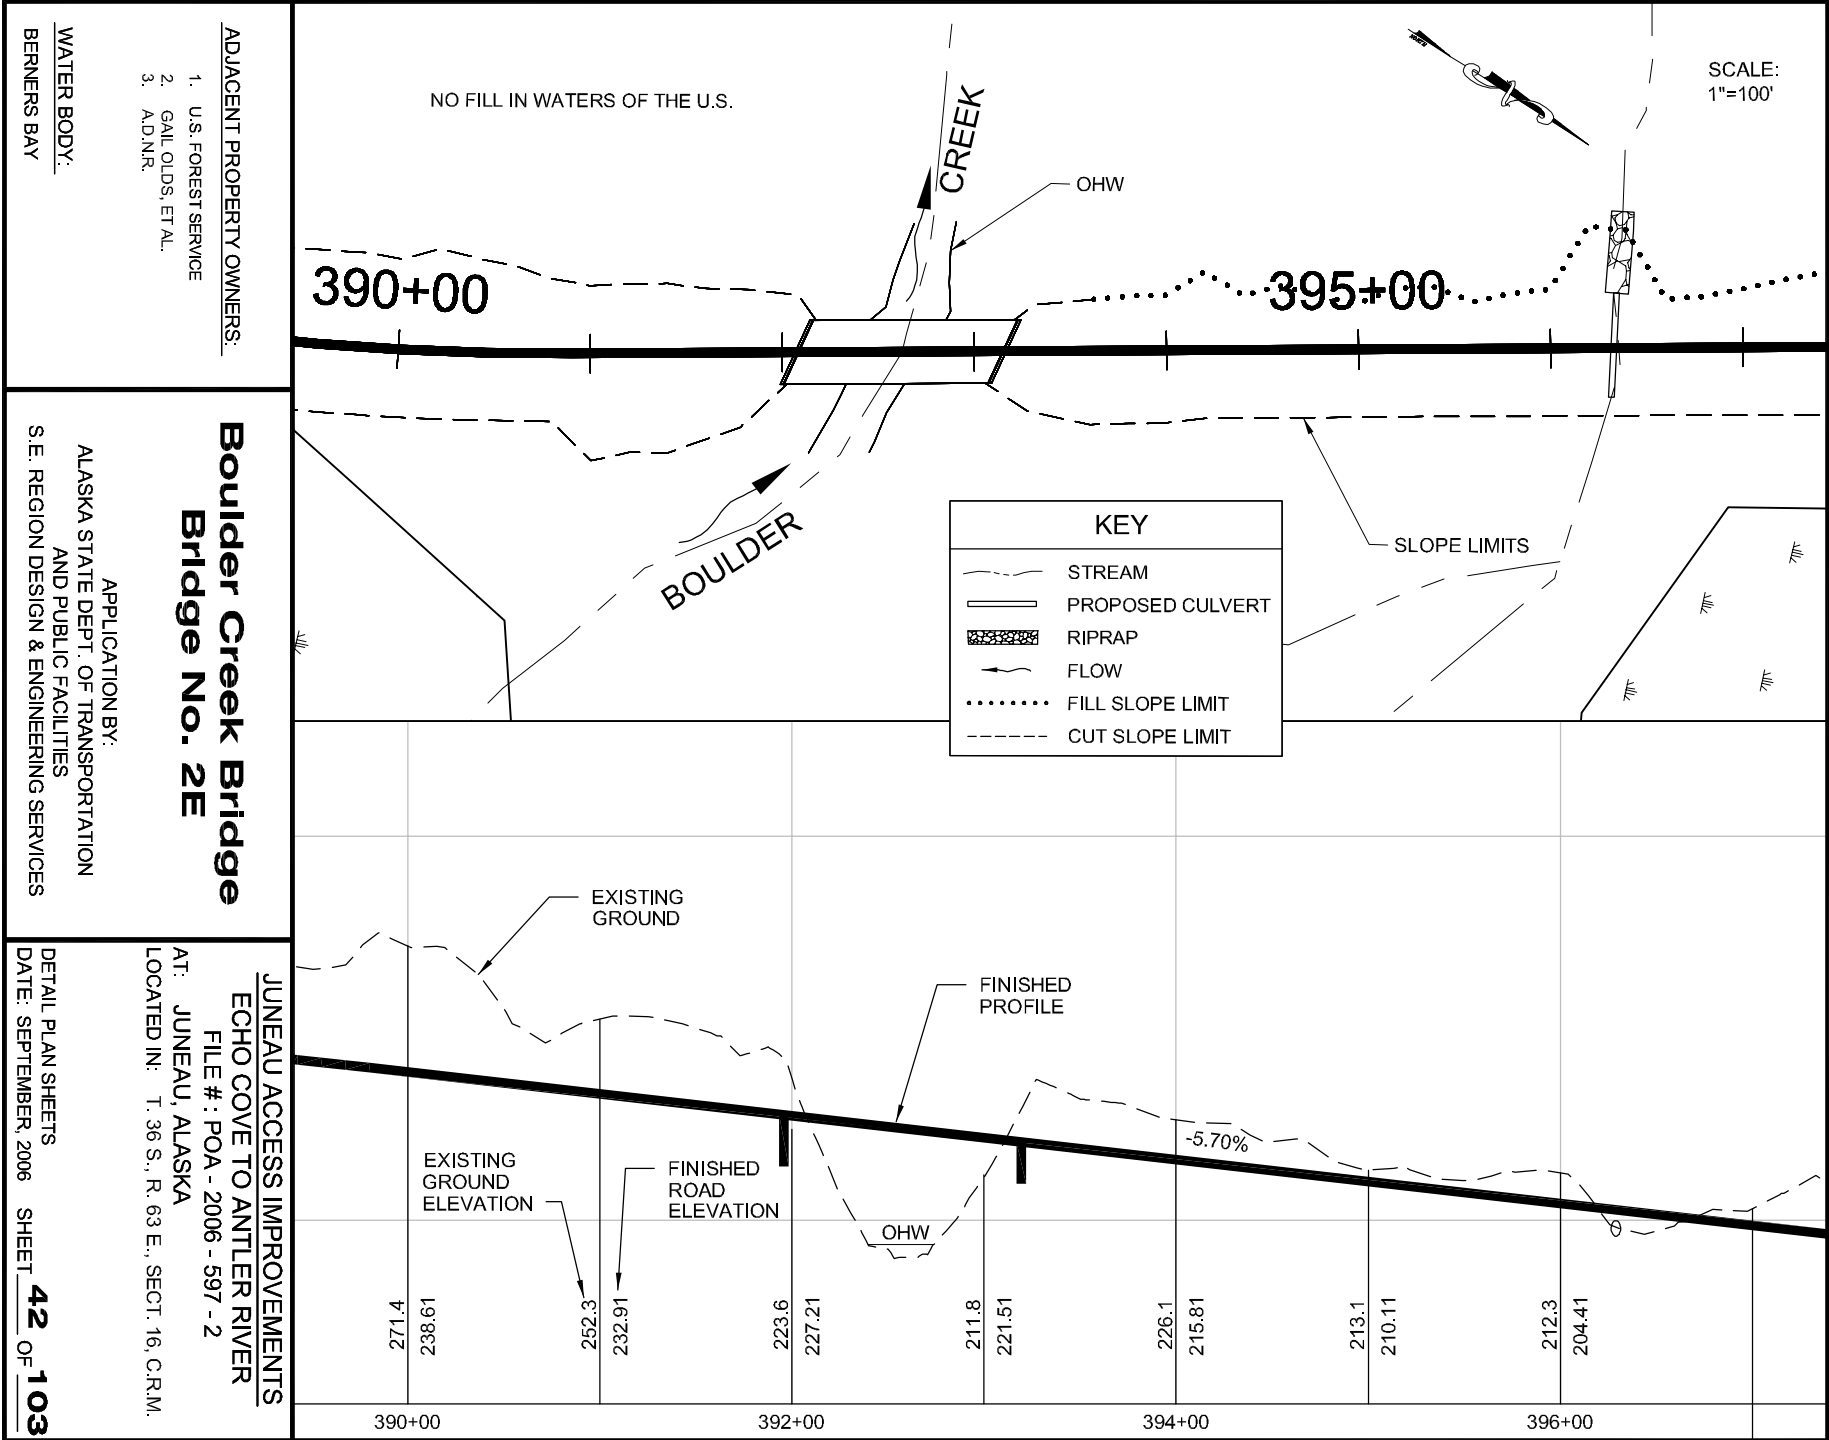 ADJACENT PROPERTY OWNERS:
1. U.S. FOREST SERVICE
2. GAIL OLDS, ET AL.
3. A.D.N.R.
WATER BODY:
BERNERS BAY
Boulder Creek Bridge
Bridge No. 2E
APPLICATION BY:
ALASKA STATE DEPT. OF TRANSPORTATION
AND PUBLIC FACILITIES
S.E. REGION DESIGN & ENGINEERING SERVICES
JUNEAU ACCESS IMPROVEMENTS
ECHO COVE TO ANTLER RIVER
FILE # : POA - 2006 - 597 - 2
AT: JUNEAU, ALASKA
LOCATED IN: T. 36 S., R. 63 E., SECT. 16, C.R.M.
DETAIL PLAN SHEETS
DATE: SEPTEMBER, 2006 SHEET 42 OF 103
NO FILL IN WATERS OF THE U.S.
SCALE:
1"=100'
CREEK
OHW
390+00
395+00
BOULDER
SLOPE LIMITS
KEY
STREAM
PROPOSED CULVERT
RIPRAP
FLOW
FILL SLOPE LIMIT
CUT SLOPE LIMIT
EXISTING
GROUND
FINISHED
PROFILE
-5.70%
EXISTING
GROUND
ELEVATION
FINISHED
ROAD
ELEVATION
OHW
271.4
238.61
252.3
232.91
223.6
227.21
211.8
221.51
226.1
215.81
213.1
210.11
212.3
204.41
390+00
392+00
394+00
396+00